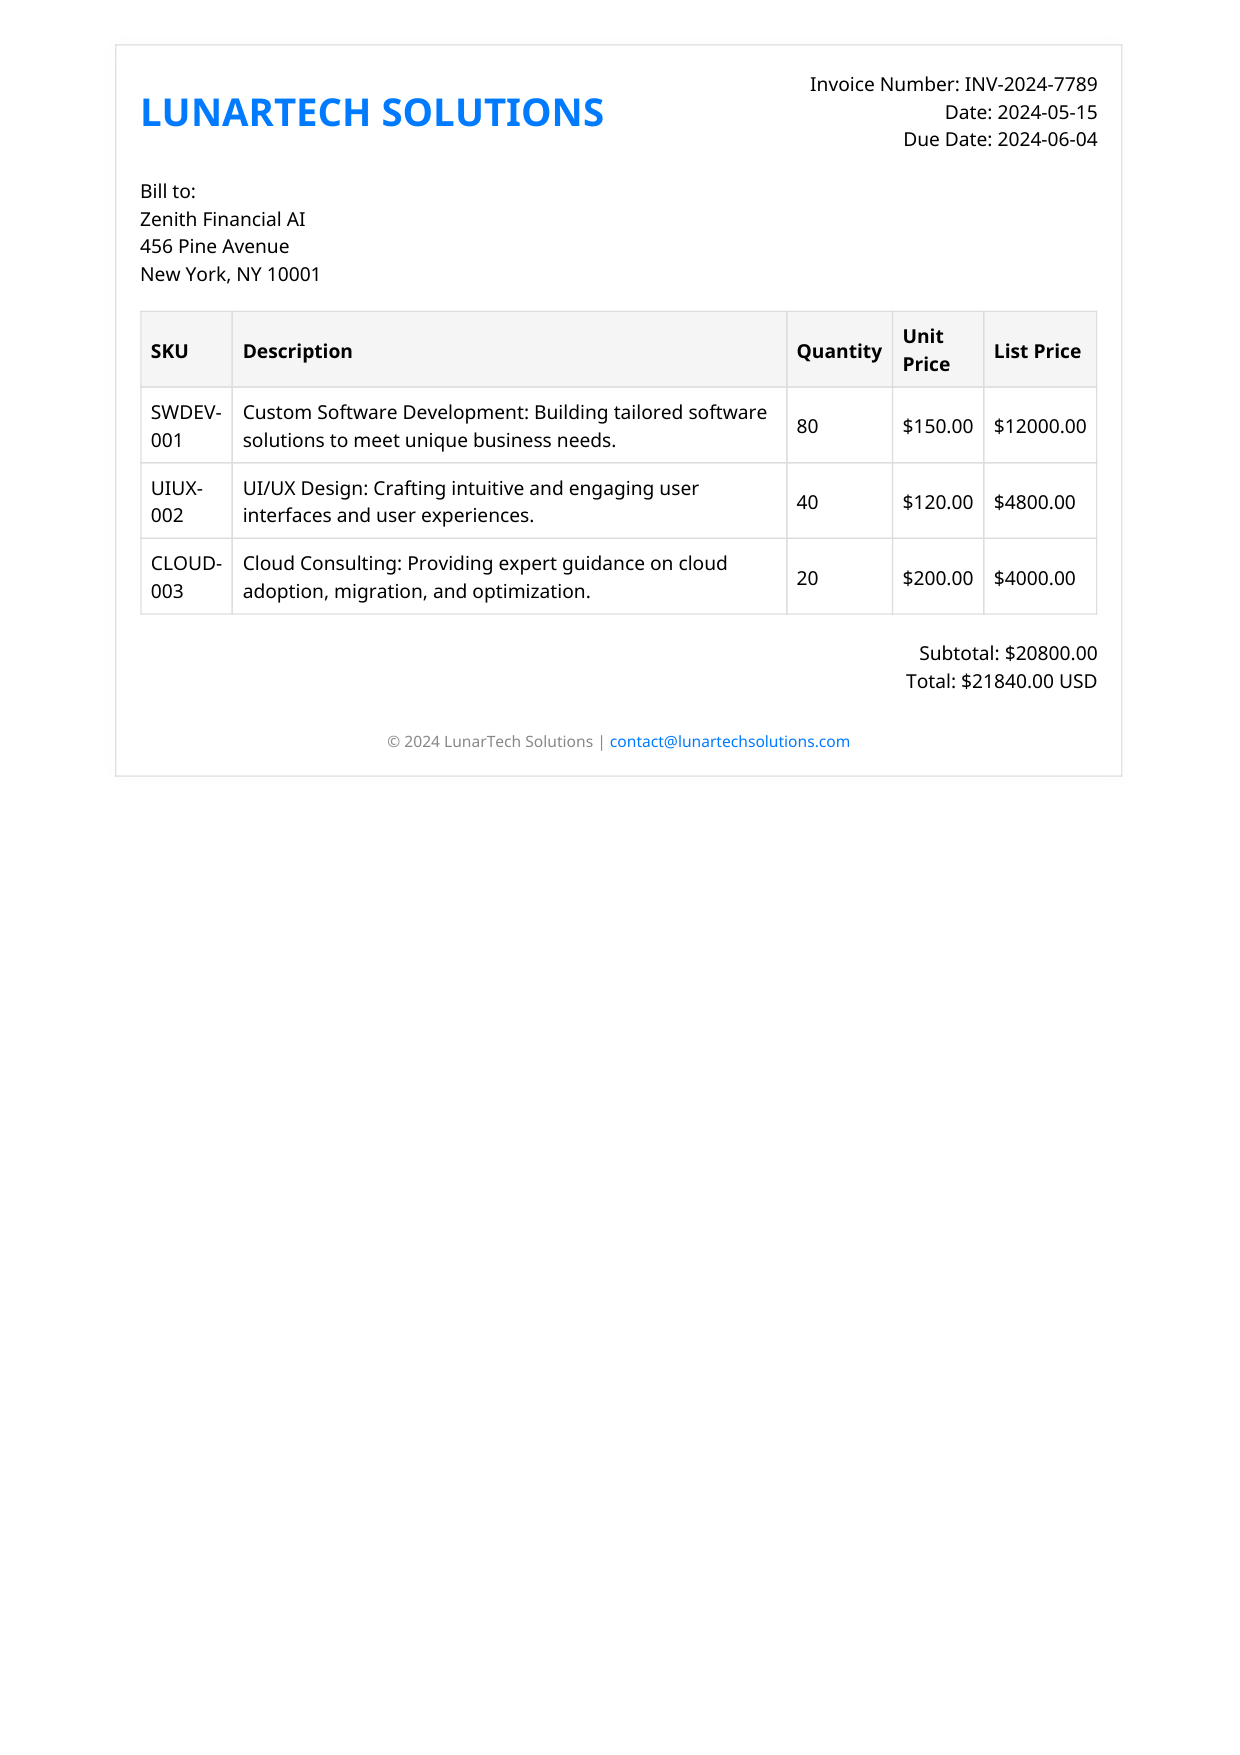 LUNARTECH SOLUTIONS
Invoice Number: INV-2024-7789
Date: 2024-05-15
Due Date: 2024-06-04
Bill to:
Zenith Financial AI
456 Pine Avenue
New York, NY 10001
SKU Description Quantity Unit Price List Price
SWDEV-001 Custom Software Development: Building tailored software solutions to meet unique business needs. 80 $150.00 $12000.00
UIUX-002 UI/UX Design: Crafting intuitive and engaging user interfaces and user experiences. 40 $120.00 $4800.00
CLOUD-003 Cloud Consulting: Providing expert guidance on cloud adoption, migration, and optimization. 20 $200.00 $4000.00
Subtotal: $20800.00
Total: $21840.00 USD
© 2024 LunarTech Solutions | contact@lunartechsolutions.com